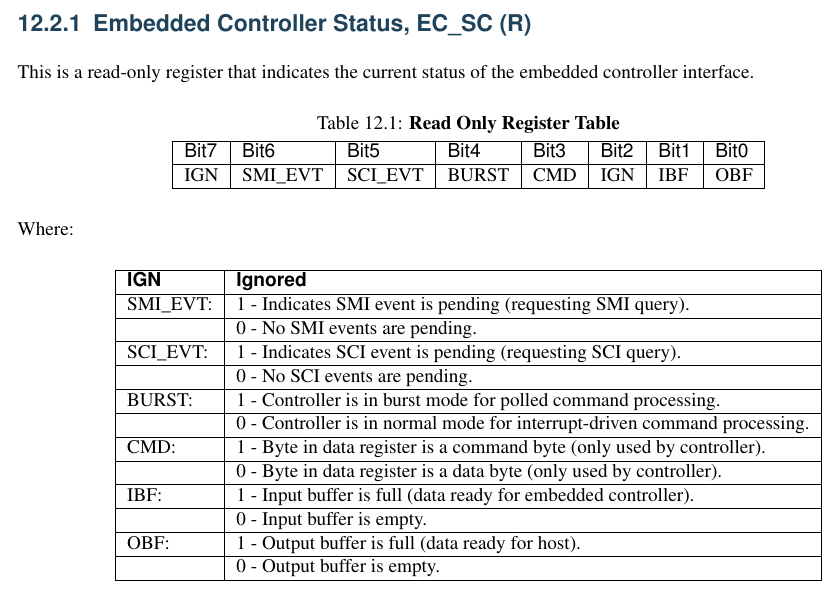 12.2.1 Embedded Controller Status, EC_SC (R)
This is a read-only register that indicates the current status of the embedded controller interface.
Table 12.1: Read Only Register Table
Bit7 Bit6 Bit5 Bit4 Bit3 Bit2 Bit1 Bit0
IGN SMI_EVT SCI_EVT BURST CMD IGN IBF OBF
Where:
IGN Ignored
SMI_EVT: 1 - Indicates SMI event is pending (requesting SMI query).
0 - No SMI events are pending.
SCI_EVT: 1 - Indicates SCI event is pending (requesting SCI query).
0 - No SCI events are pending.
BURST: 1 - Controller is in burst mode for polled command processing.
0 - Controller is in normal mode for interrupt-driven command processing.
CMD: 1 - Byte in data register is a command byte (only used by controller).
0 - Byte in data register is a data byte (only used by controller).
IBF: 1 - Input buffer is full (data ready for embedded controller).
0 - Input buffer is empty.
OBF: 1 - Output buffer is full (data ready for host).
0 - Output buffer is empty.